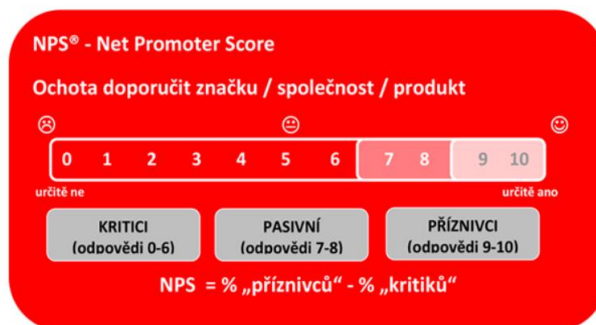 NPS® - Net Promoter Score
Ochota doporučit značku / společnost / produkt
0 1 2 3 4 5 6 7 8 9 10
určitě ne určitě ano
KRITICI PASIVNÍ PŘÍZNIVCI
(odpovědi 0-6) (odpovědi 7-8) (odpovědi 9-10)
NPS = % „příznivců“ - % „kritiků“